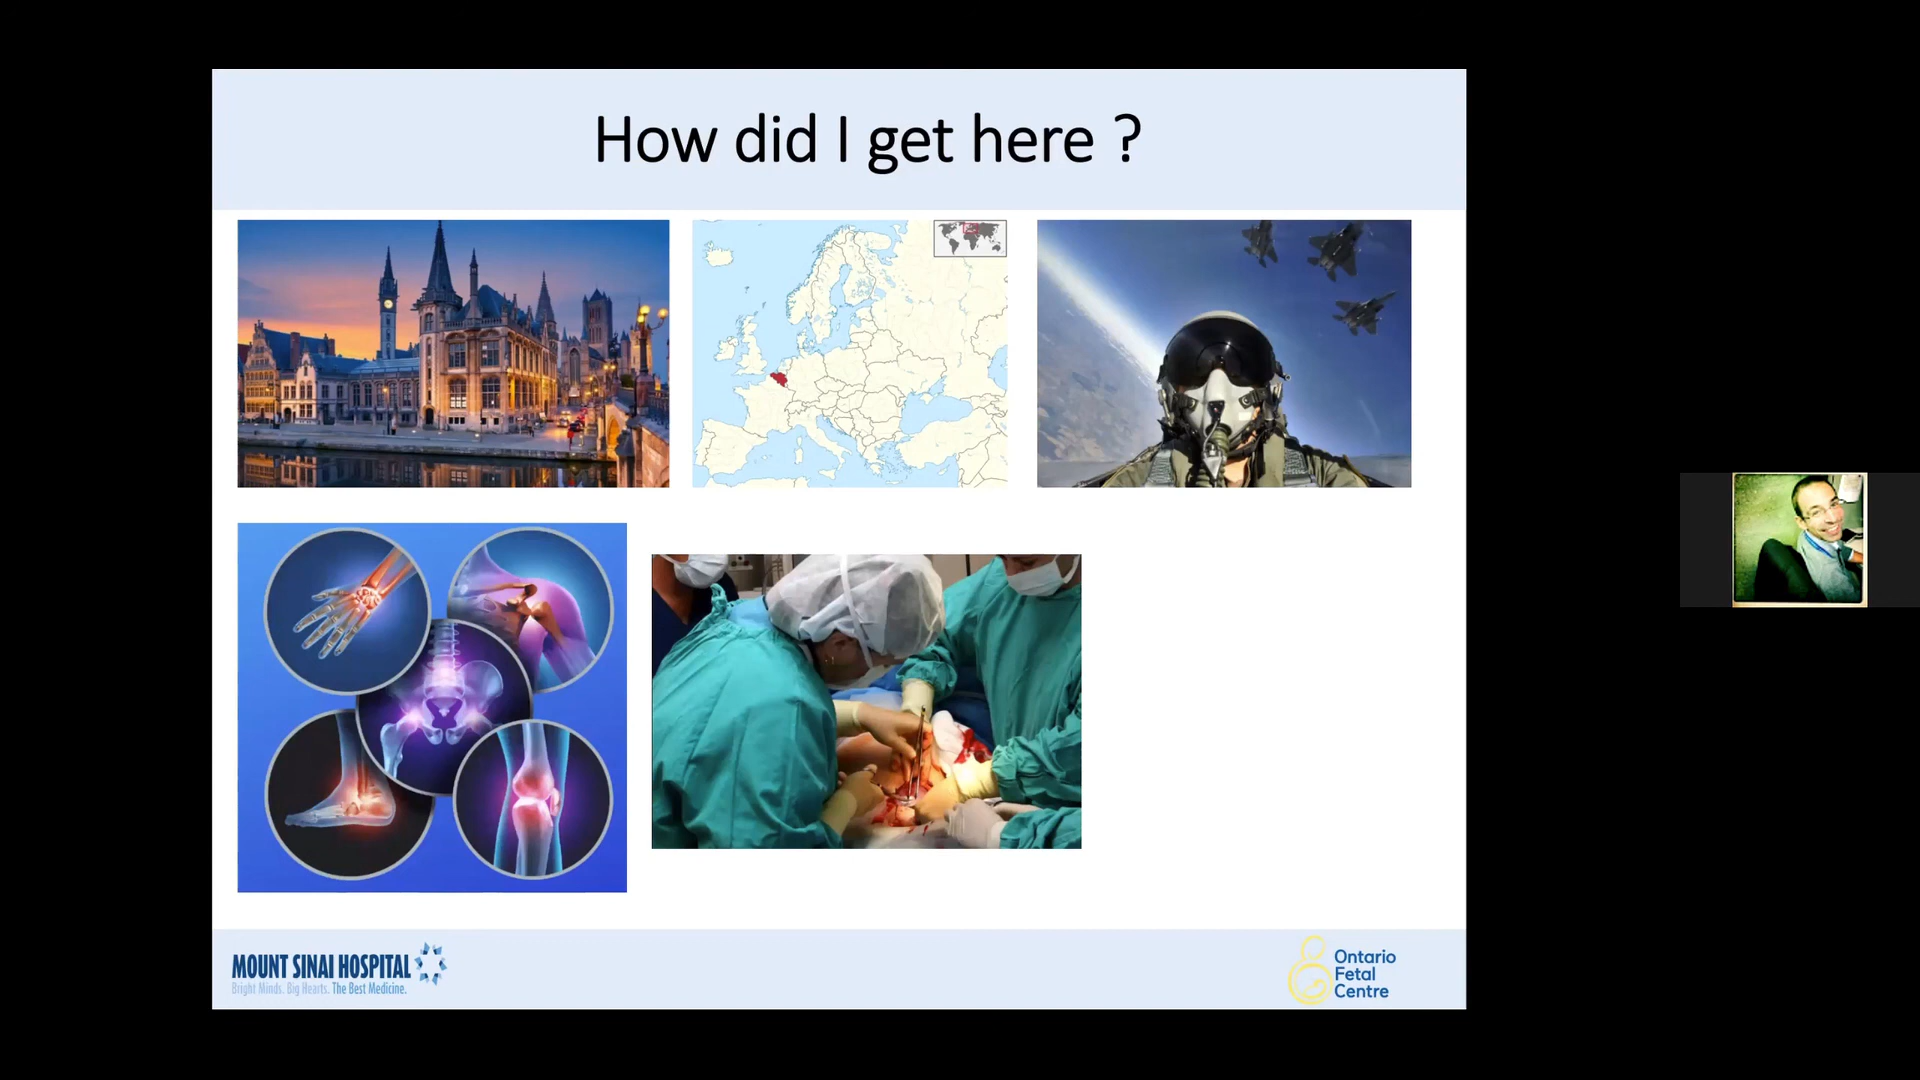 How did I get here ?
MOUNT SINAI HOSPITAL
Bright Minds. Big Hearts. The Best Medicine.
Ontario
Fetal
Centre